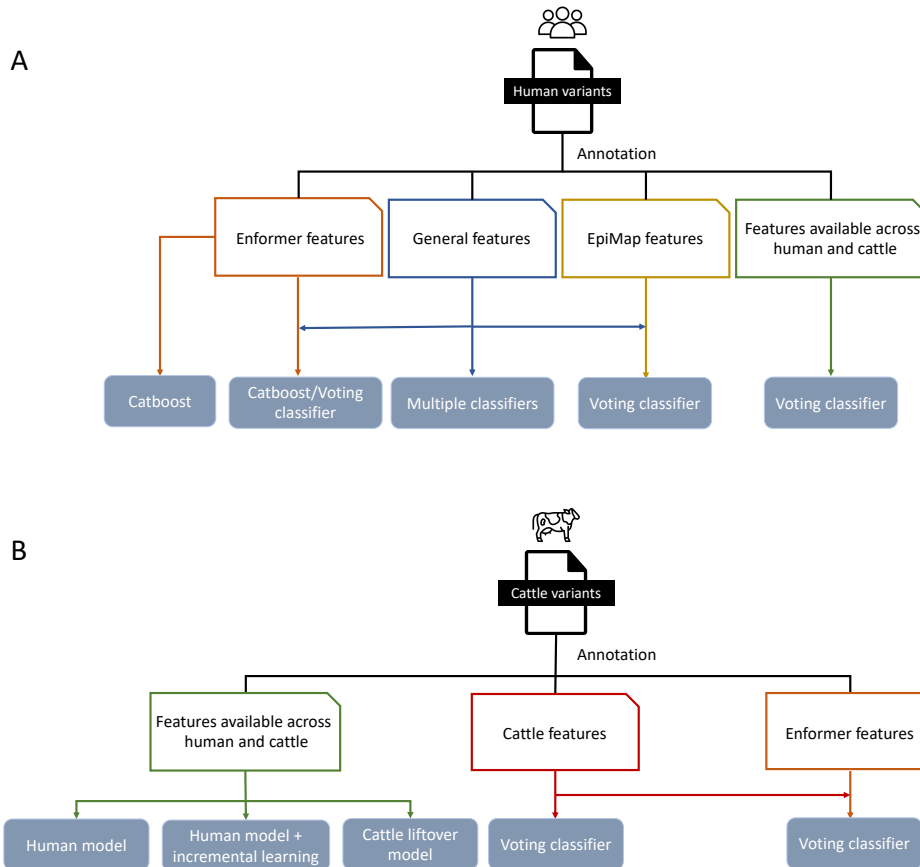 A
Human variants
Annotation
Enformer features
General features
EpiMap features
Features available across
human and cattle
Catboost
Catboost/Voting
classifier
Multiple classifiers
Voting classifier
Voting classifier
B
Cattle variants
Annotation
Features available across
human and cattle
Cattle features
Enformer features
Human model
Human model +
incremental learning
Cattle liftover
model
Voting classifier
Voting classifier